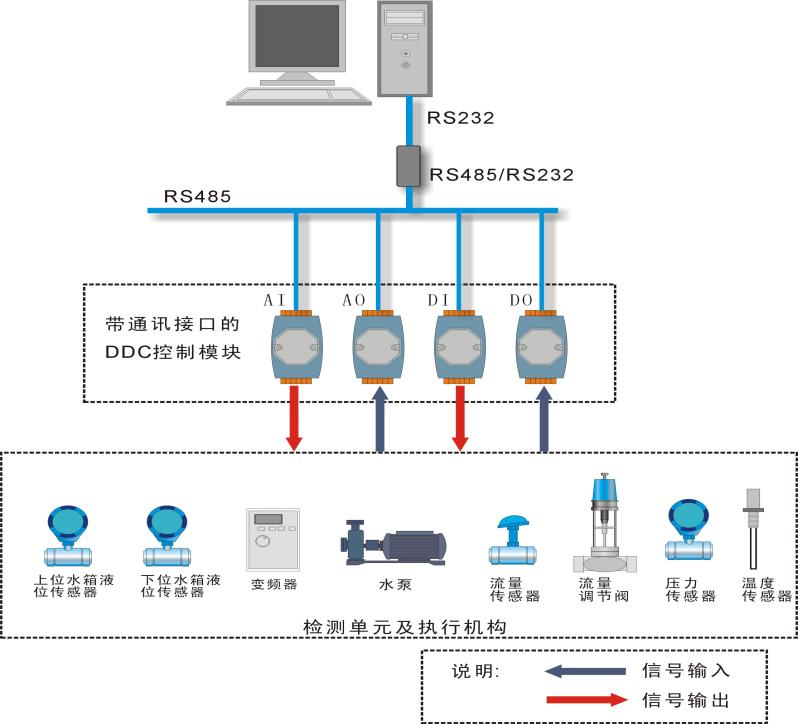 RS232
RS485/RS232
RS485
AI
AO
DI
DO
带通讯接口的
DDC控制模块
上位水箱液
位传感器
下位水箱液
位传感器
变频器
水泵
流量
传感器
流量
调节阀
压力
传感器
温度
传感器
检测单元及执行机构
说明:
信号输入
信号输出